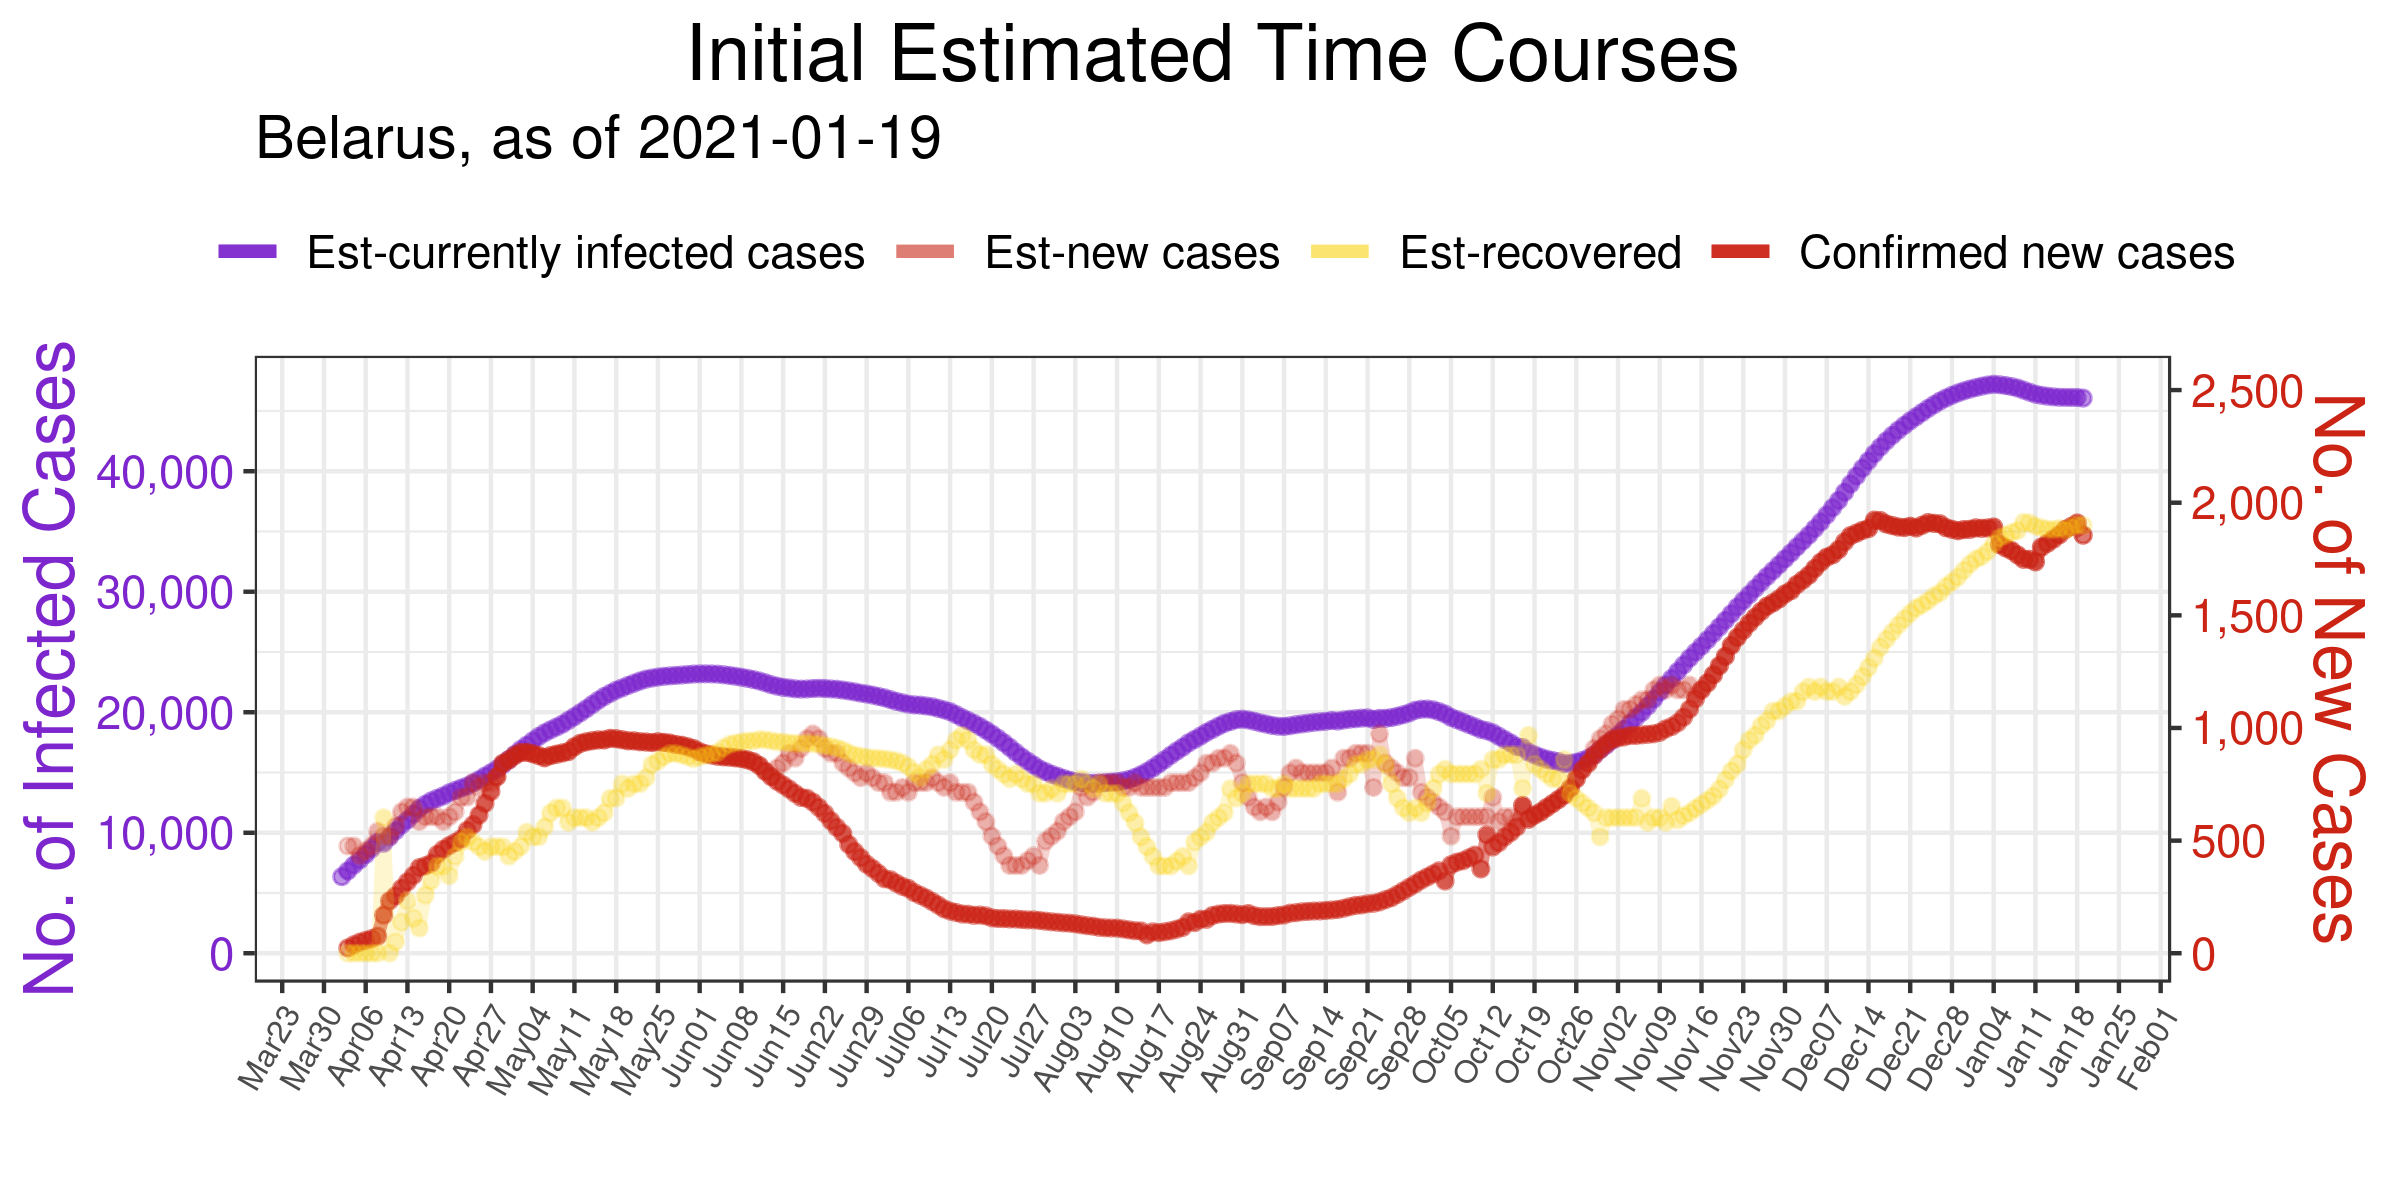 Initial Estimated Time Courses
Belarus, as of 2021-01-19
Est-currently infected cases Est-new cases Est-recovered Confirmed new cases
No. of Infected Cases
40,000
30,000
20,000
10,000
0
2,500
2,000
1,500
1,000
500
0
No. of New Cases
Mar23 Mar30 Apr06 Apr13 Apr20 Apr27 May04 May11 May18 May25 Jun01 Jun08 Jun15 Jun22 Jun29 Jul06 Jul13 Jul20 Jul27 Aug03 Aug10 Aug17 Aug24 Aug31 Sep07 Sep14 Sep21 Sep28 Oct05 Oct12 Oct19 Oct26 Nov02 Nov09 Nov16 Nov23 Nov30 Dec07 Dec14 Dec21 Dec28 Jan04 Jan11 Jan18 Jan25 Feb01